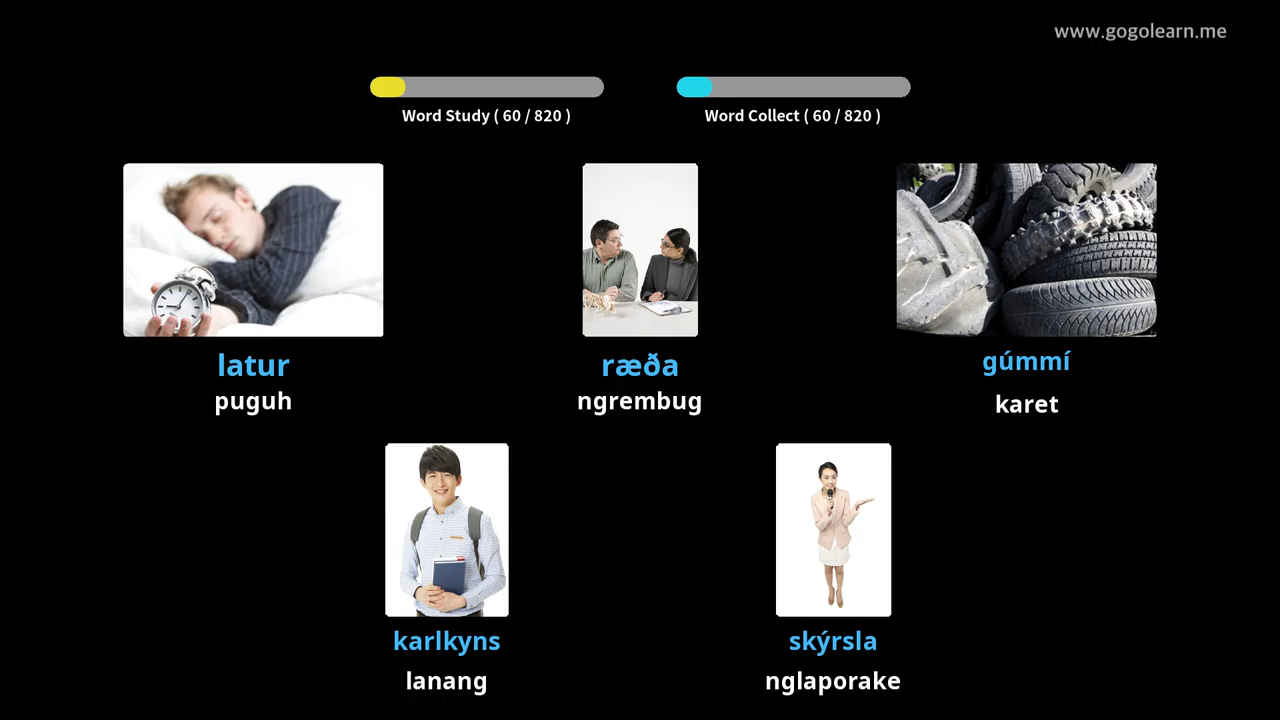 www.gogolearn.me
Word Study ( 60 / 820 )
Word Collect ( 60 / 820 )
latur
puguh
ræða
ngrembug
gúmmí
karet
karlkyns
lanang
skýrsla
nglaporake